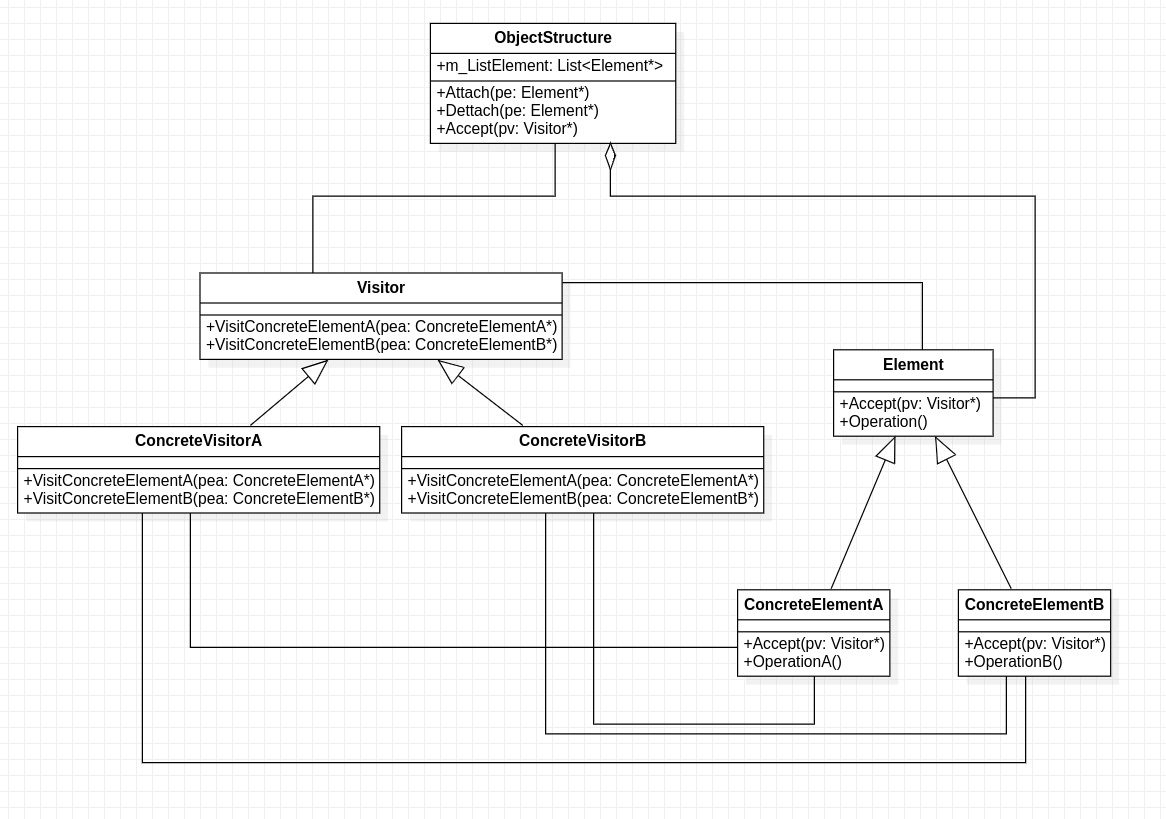 ObjectStructure
+m_ListElement: List<Element*>
+Attach(pe: Element*)
+Dettach(pe: Element*)
+Accept(pv: Visitor*)
Visitor
+VisitConcreteElementA(pea: ConcreteElementA*)
+VisitConcreteElementB(pea: ConcreteElementB*)
Element
+Accept(pv: Visitor*)
+Operation()
ConcreteVisitorA
+VisitConcreteElementA(pea: ConcreteElementA*)
+VisitConcreteElementB(pea: ConcreteElementB*)
ConcreteVisitorB
+VisitConcreteElementA(pea: ConcreteElementA*)
+VisitConcreteElementB(pea: ConcreteElementB*)
ConcreteElementA
+Accept(pv: Visitor*)
+OperationA()
ConcreteElementB
+Accept(pv: Visitor*)
+OperationB()